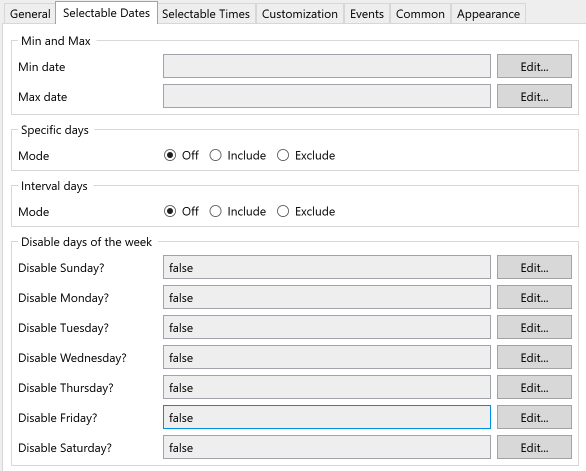 General Selectable Dates Selectable Times Customization Events Common Appearance
Min and Max
Min date Edit...
Max date Edit...
Specific days
Mode Off Include Exclude
Interval days
Mode Off Include Exclude
Disable days of the week
Disable Sunday? false Edit...
Disable Monday? false Edit...
Disable Tuesday? false Edit...
Disable Wednesday? false Edit...
Disable Thursday? false Edit...
Disable Friday? false Edit...
Disable Saturday? false Edit...